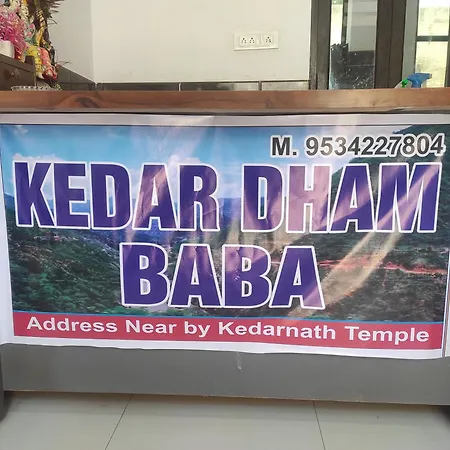 M. 9534227804
KEDAR DHAM
BABA
Address Near by Kedarnath Temple